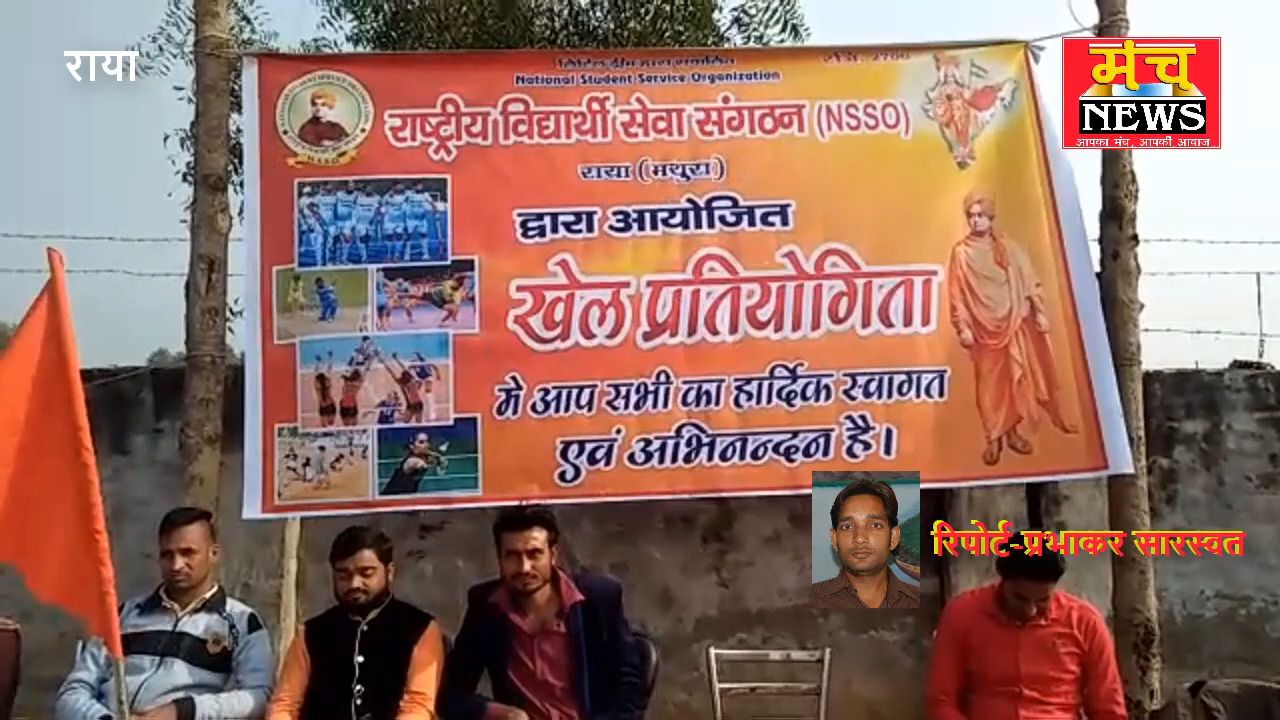 राया
मंच
NEWS
आपका मंच, आपकी आवाज
National Student Service Organization
राष्ट्रीय विद्यार्थी सेवा संगठन (NSSO)
राया (मथुरा)
द्वारा आयोजित
खेल प्रतियोगिता
मे आप सभी का हार्दिक स्वागत
एवं अभिनन्दन है।
रिपोर्ट-प्रभाकर सारस्वत